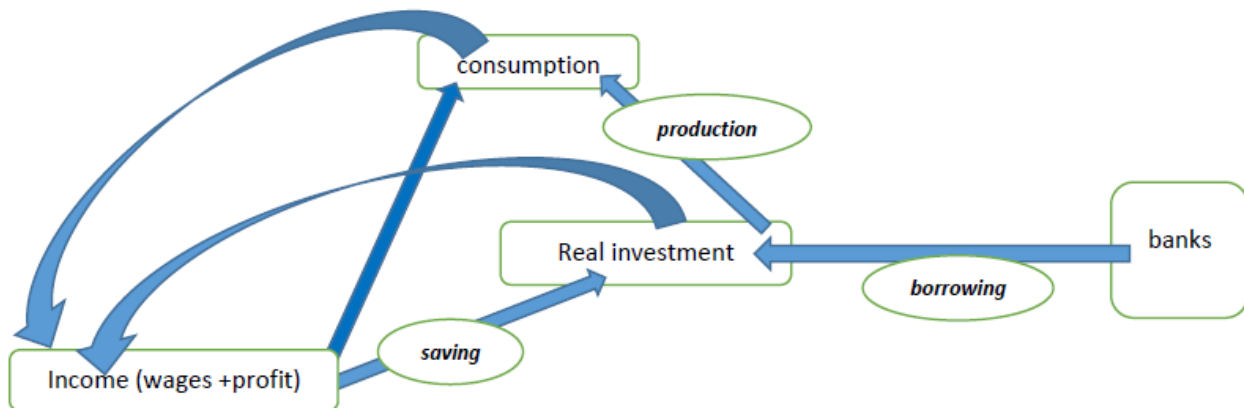 consumption
production
Real investment
banks
borrowing
saving
Income (wages +profit)